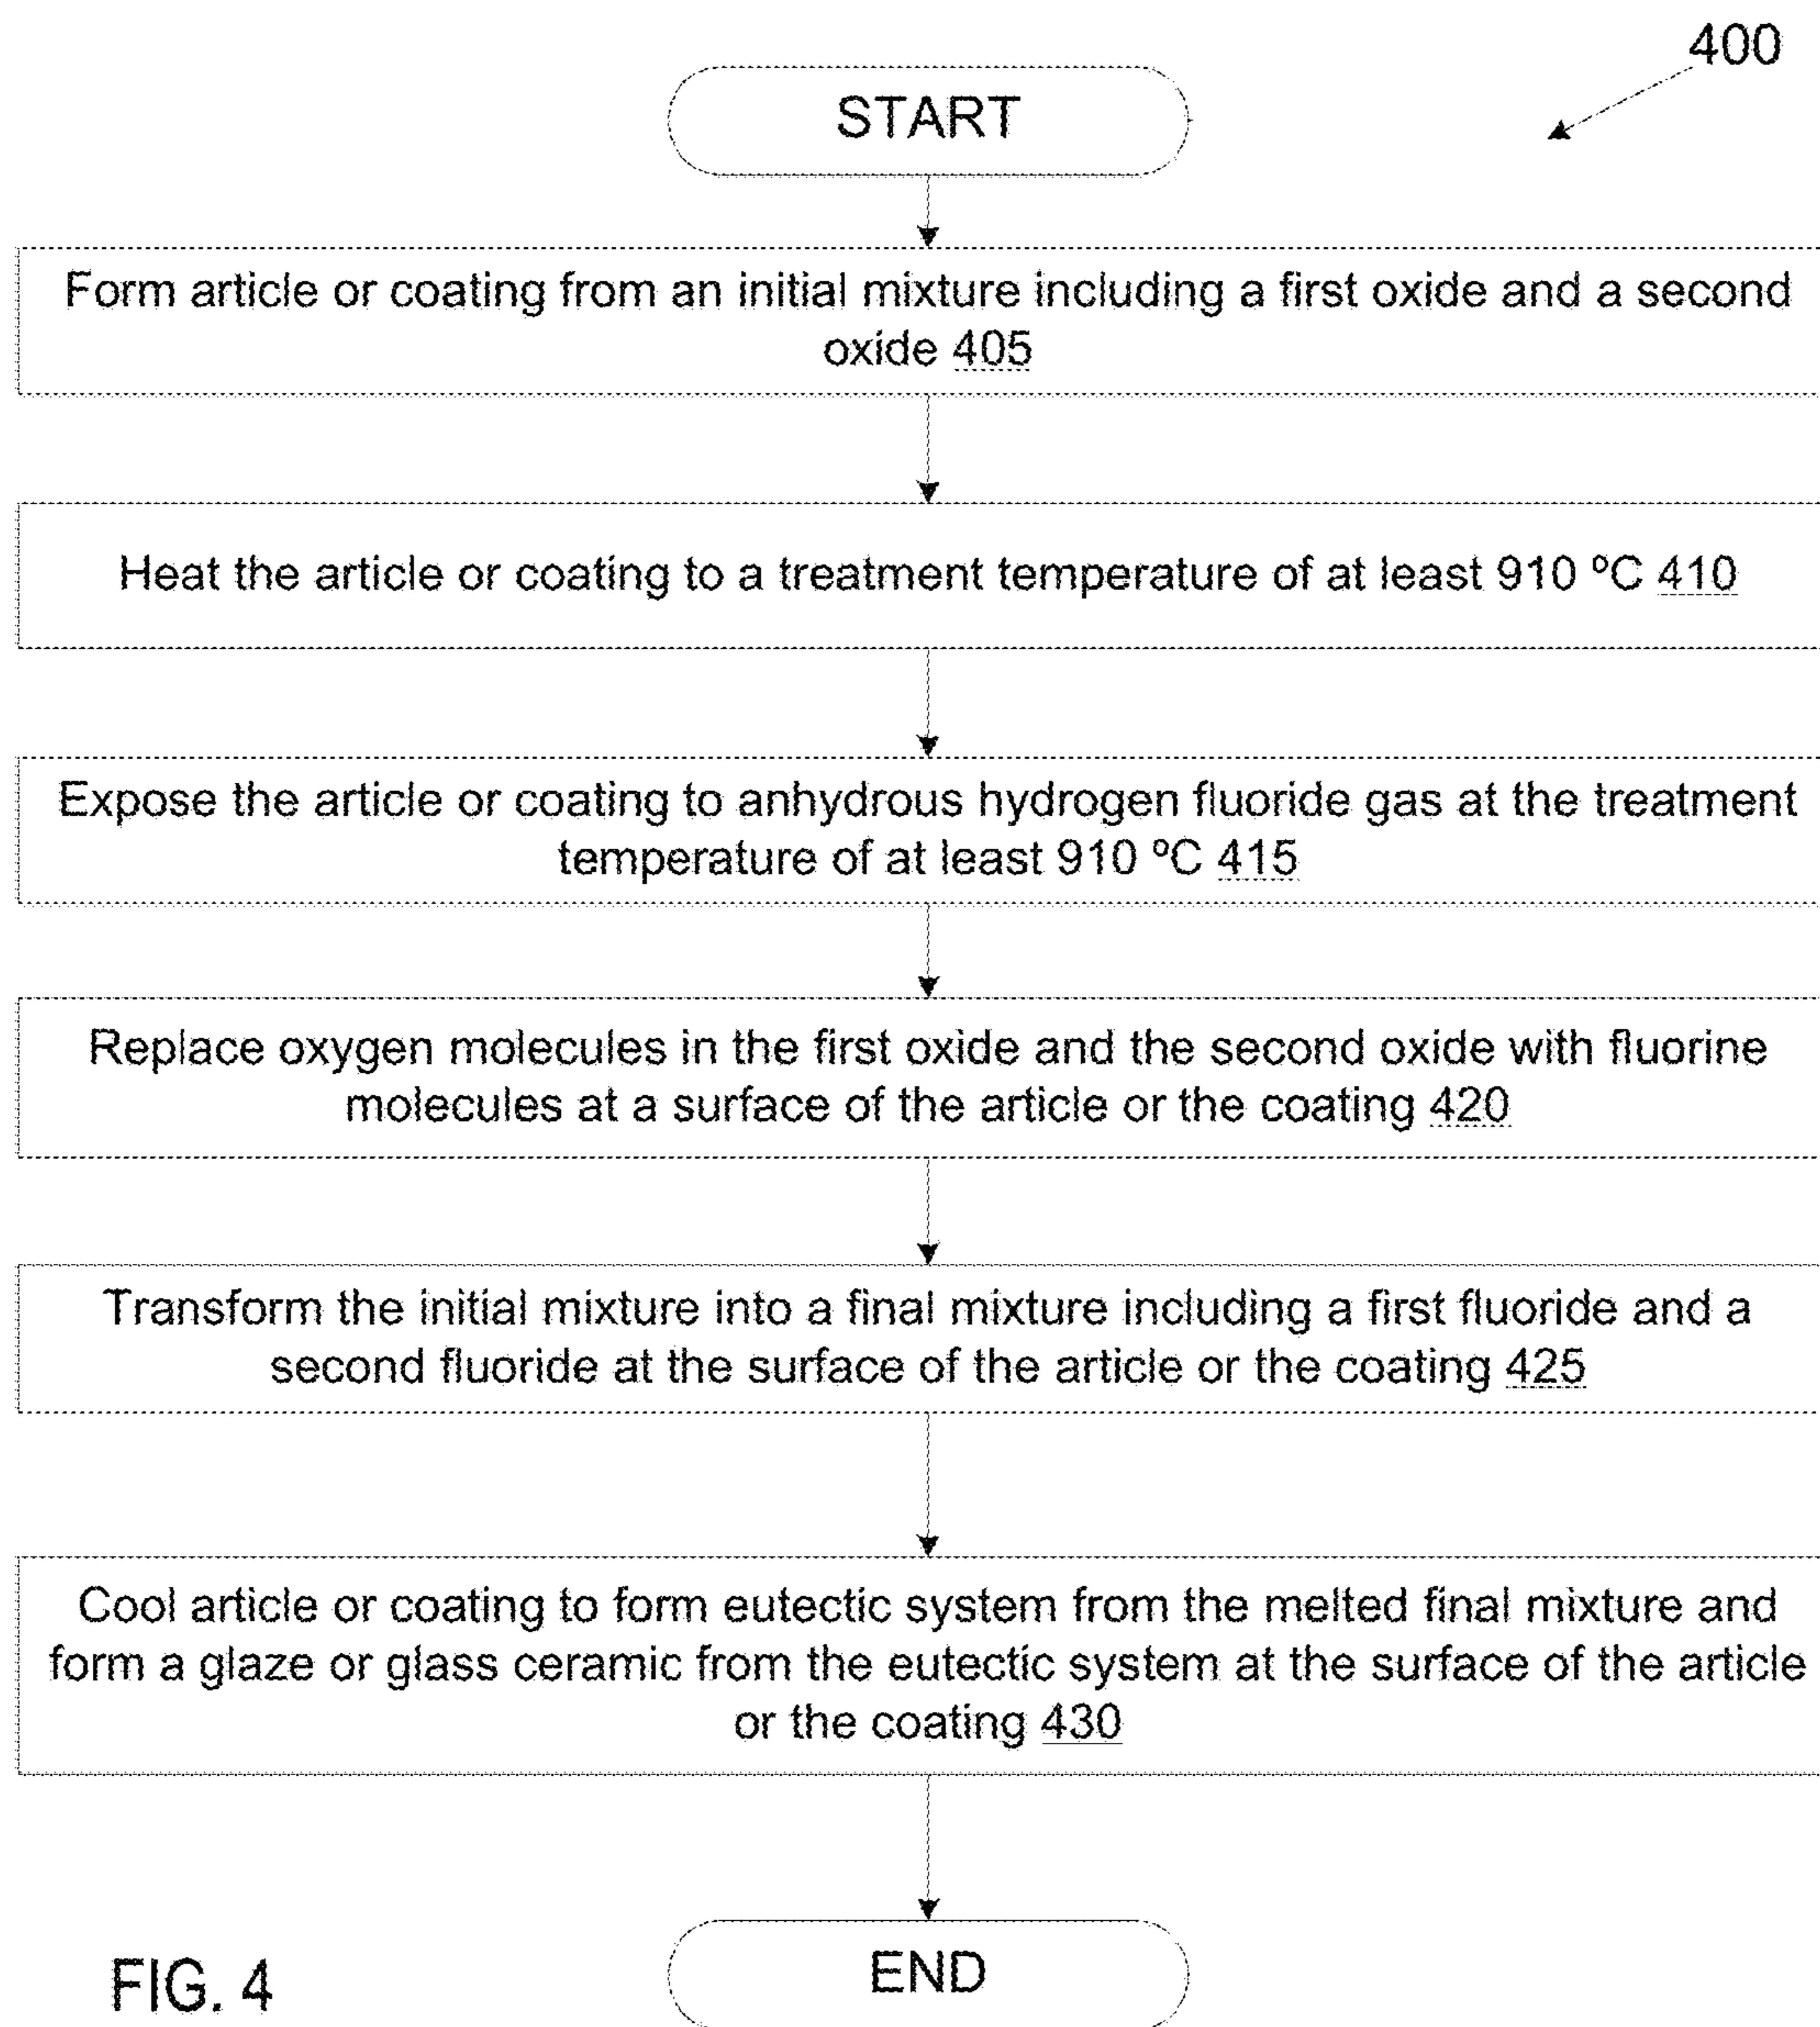 400
START
Form article or coating from an initial mixture including a first oxide and a second
oxide 405
Heat the article or coating to a treatment temperature of at least 910 ºC 410
Expose the article or coating to anhydrous hydrogen fluoride gas at the treatment
temperature of at least 910 ºC 415
Replace oxygen molecules in the first oxide and the second oxide with fluorine
molecules at a surface of the article or the coating 420
Transform the initial mixture into a final mixture including a first fluoride and a
second fluoride at the surface of the article or the coating 425
Cool article or coating to form eutectic system from the melted final mixture and
form a glaze or glass ceramic from the eutectic system at the surface of the article
or the coating 430
END
FIG. 4